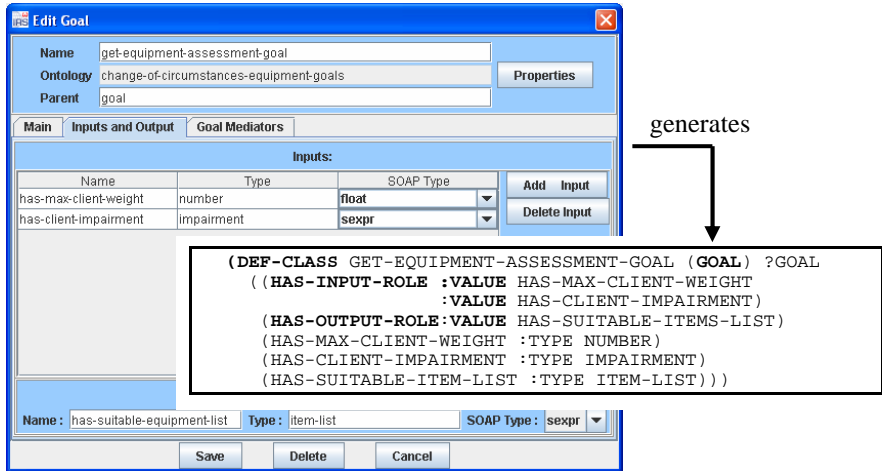 IRS Edit Goal
Name get-equipment-assessment-goal
Ontology change-of-circumstances-equipment-goals Properties
Parent goal
generates
Main Inputs and Output Goal Mediators
Inputs:
Name Type SOAP Type
has-max-client-weight number float Add Input
has-client-impairment impairment sexpr Delete Input
(DEF-CLASS GET-EQUIPMENT-ASSESSMENT-GOAL (GOAL) ?GOAL
((HAS-INPUT-ROLE :VALUE HAS-MAX-CLIENT-WEIGHT
:VALUE HAS-CLIENT-IMPAIRMENT)
(HAS-OUTPUT-ROLE:VALUE HAS-SUITABLE-ITEMS-LIST)
(HAS-MAX-CLIENT-WEIGHT :TYPE NUMBER)
(HAS-CLIENT-IMPAIRMENT :TYPE IMPAIRMENT)
(HAS-SUITABLE-ITEM-LIST :TYPE ITEM-LIST)))
Name : has-suitable-equipment-list Type : item-list SOAP Type : sexpr
Save Delete Cancel